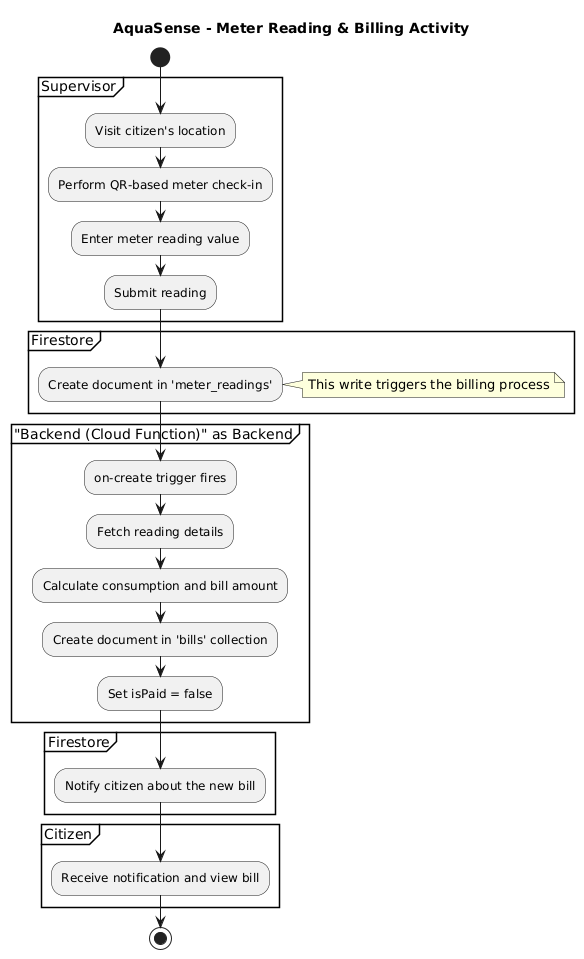 AquaSense - Meter Reading & Billing Activity
Supervisor
Visit citizen's location
Perform QR-based meter check-in
Enter meter reading value
Submit reading
Firestore
Create document in 'meter_readings'
This write triggers the billing process
"Backend (Cloud Function)" as Backend
on-create trigger fires
Fetch reading details
Calculate consumption and bill amount
Create document in 'bills' collection
Set isPaid = false
Firestore
Notify citizen about the new bill
Citizen
Receive notification and view bill